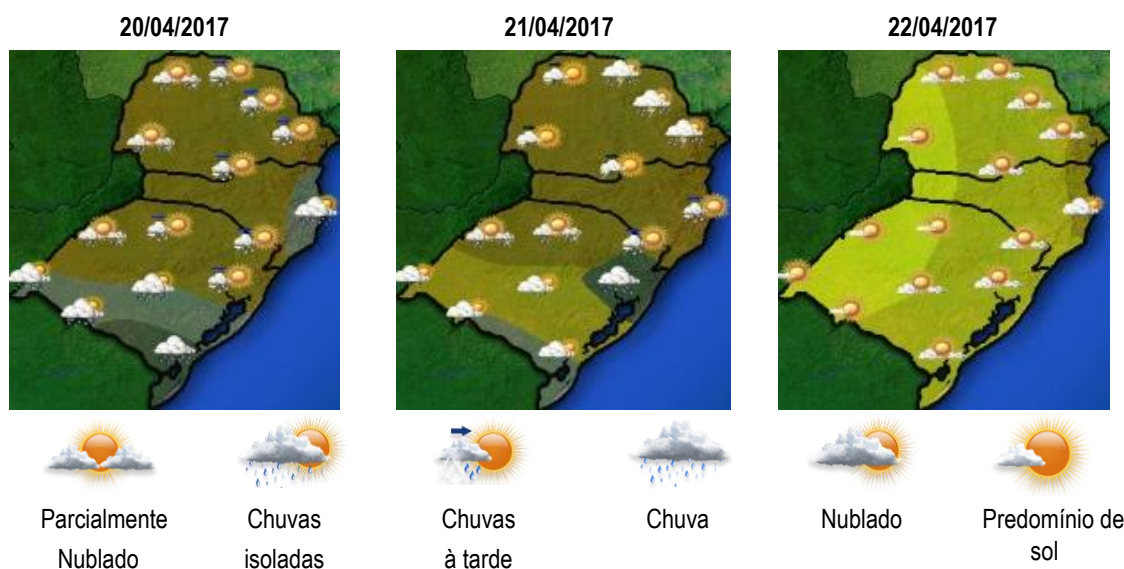 20/04/2017
21/04/2017
22/04/2017
Parcialmente
Nublado
Chuvas
isoladas
Chuvas
à tarde
Chuva
Nublado
Predomínio de
sol